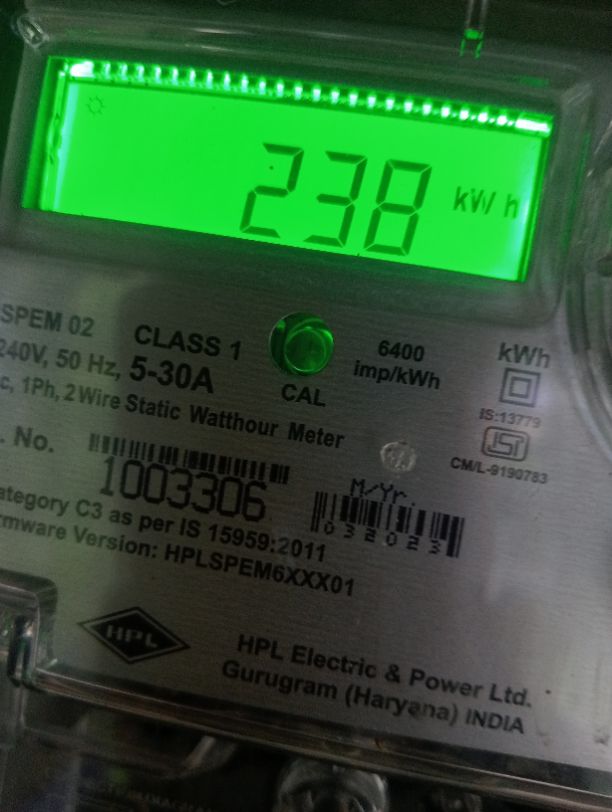 238 kWh
SPEM 02
CLASS 1
240V, 50 Hz, 5-30A
1Ph, 2Wire Static Watthour Meter
CAL
6400
imp/kWh
kWh
IS:13779
ISI
CM/L-9190783
No.
1003306
M/Yr.
032023
ategory C3 as per IS 15959:2011
rmware Version: HPLSPEM6XXX01
HPL
HPL Electric & Power Ltd.
Gurugram (Haryana) INDIA